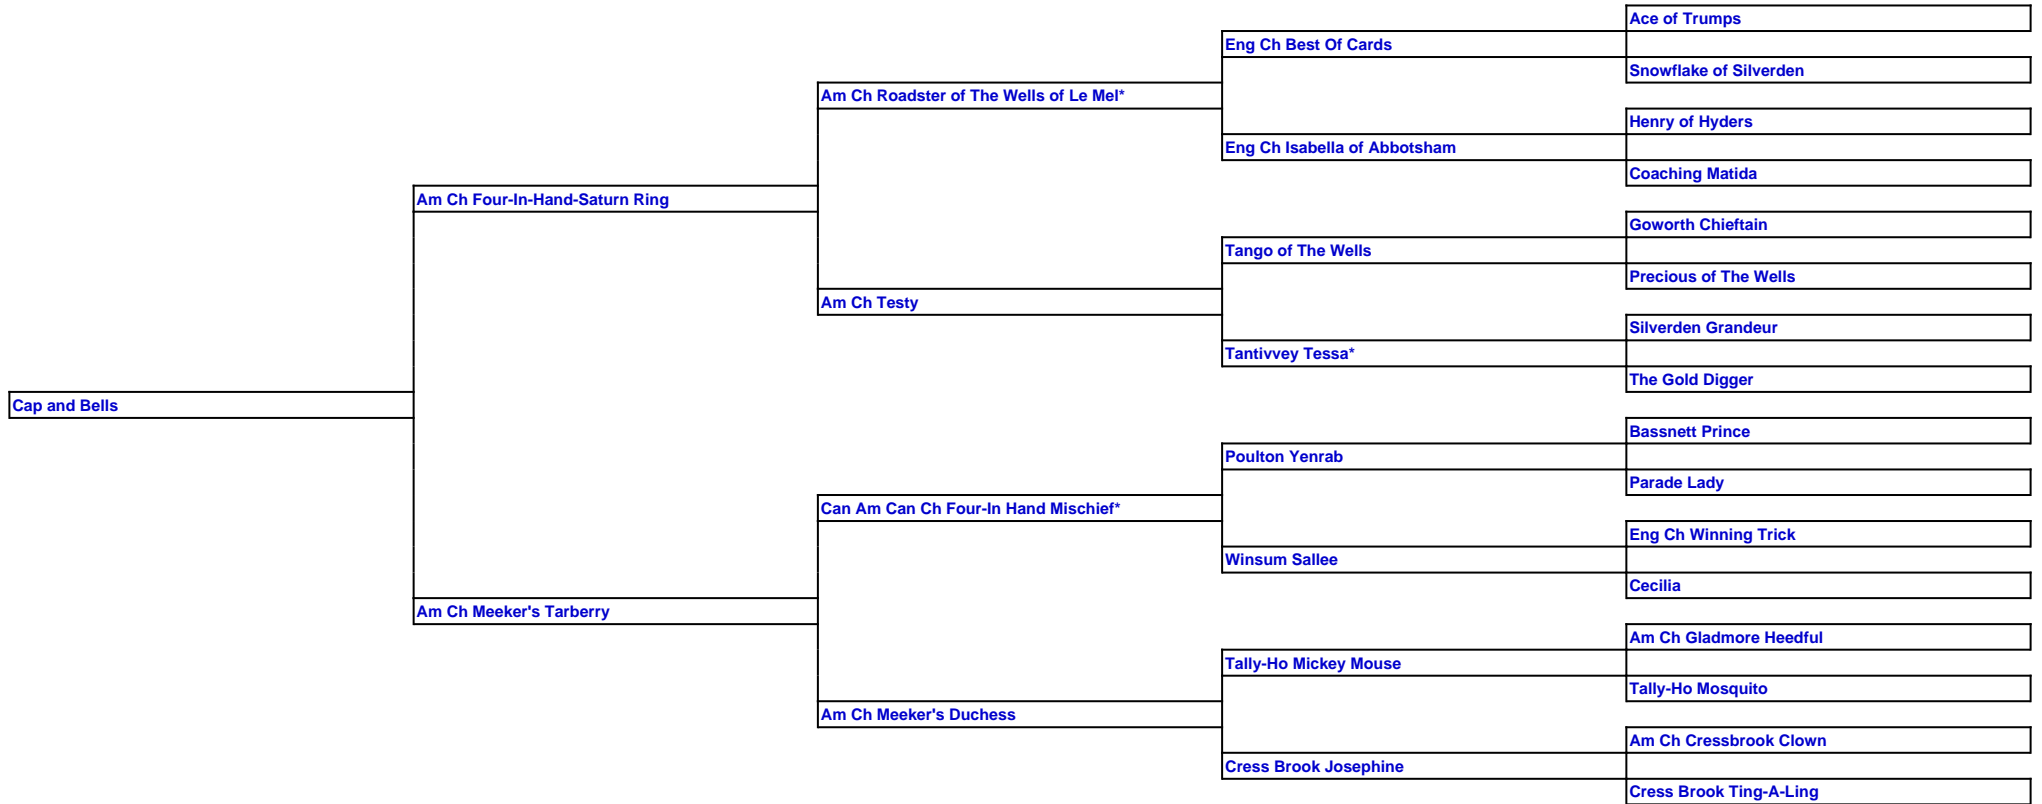 Ace of Trumps
Eng Ch Best Of Cards
Snowflake of Silverden
Am Ch Roadster of The Wells of Le Mel*
Henry of Hyders
Eng Ch Isabella of Abbotsham
Coaching Matida
Am Ch Four-In-Hand-Saturn Ring
Goworth Chieftain
Tango of The Wells
Precious of The Wells
Am Ch Testy
Silverden Grandeur
Tantivvey Tessa*
The Gold Digger
Cap and Bells
Bassnett Prince
Poulton Yenrab
Parade Lady
Can Am Can Ch Four-In Hand Mischief*
Eng Ch Winning Trick
Winsum Sallee
Cecilia
Am Ch Meeker's Tarberry
Am Ch Gladmore Heedful
Tally-Ho Mickey Mouse
Tally-Ho Mosquito
Am Ch Meeker's Duchess
Am Ch Cressbrook Clown
Cress Brook Josephine
Cress Brook Ting-A-Ling